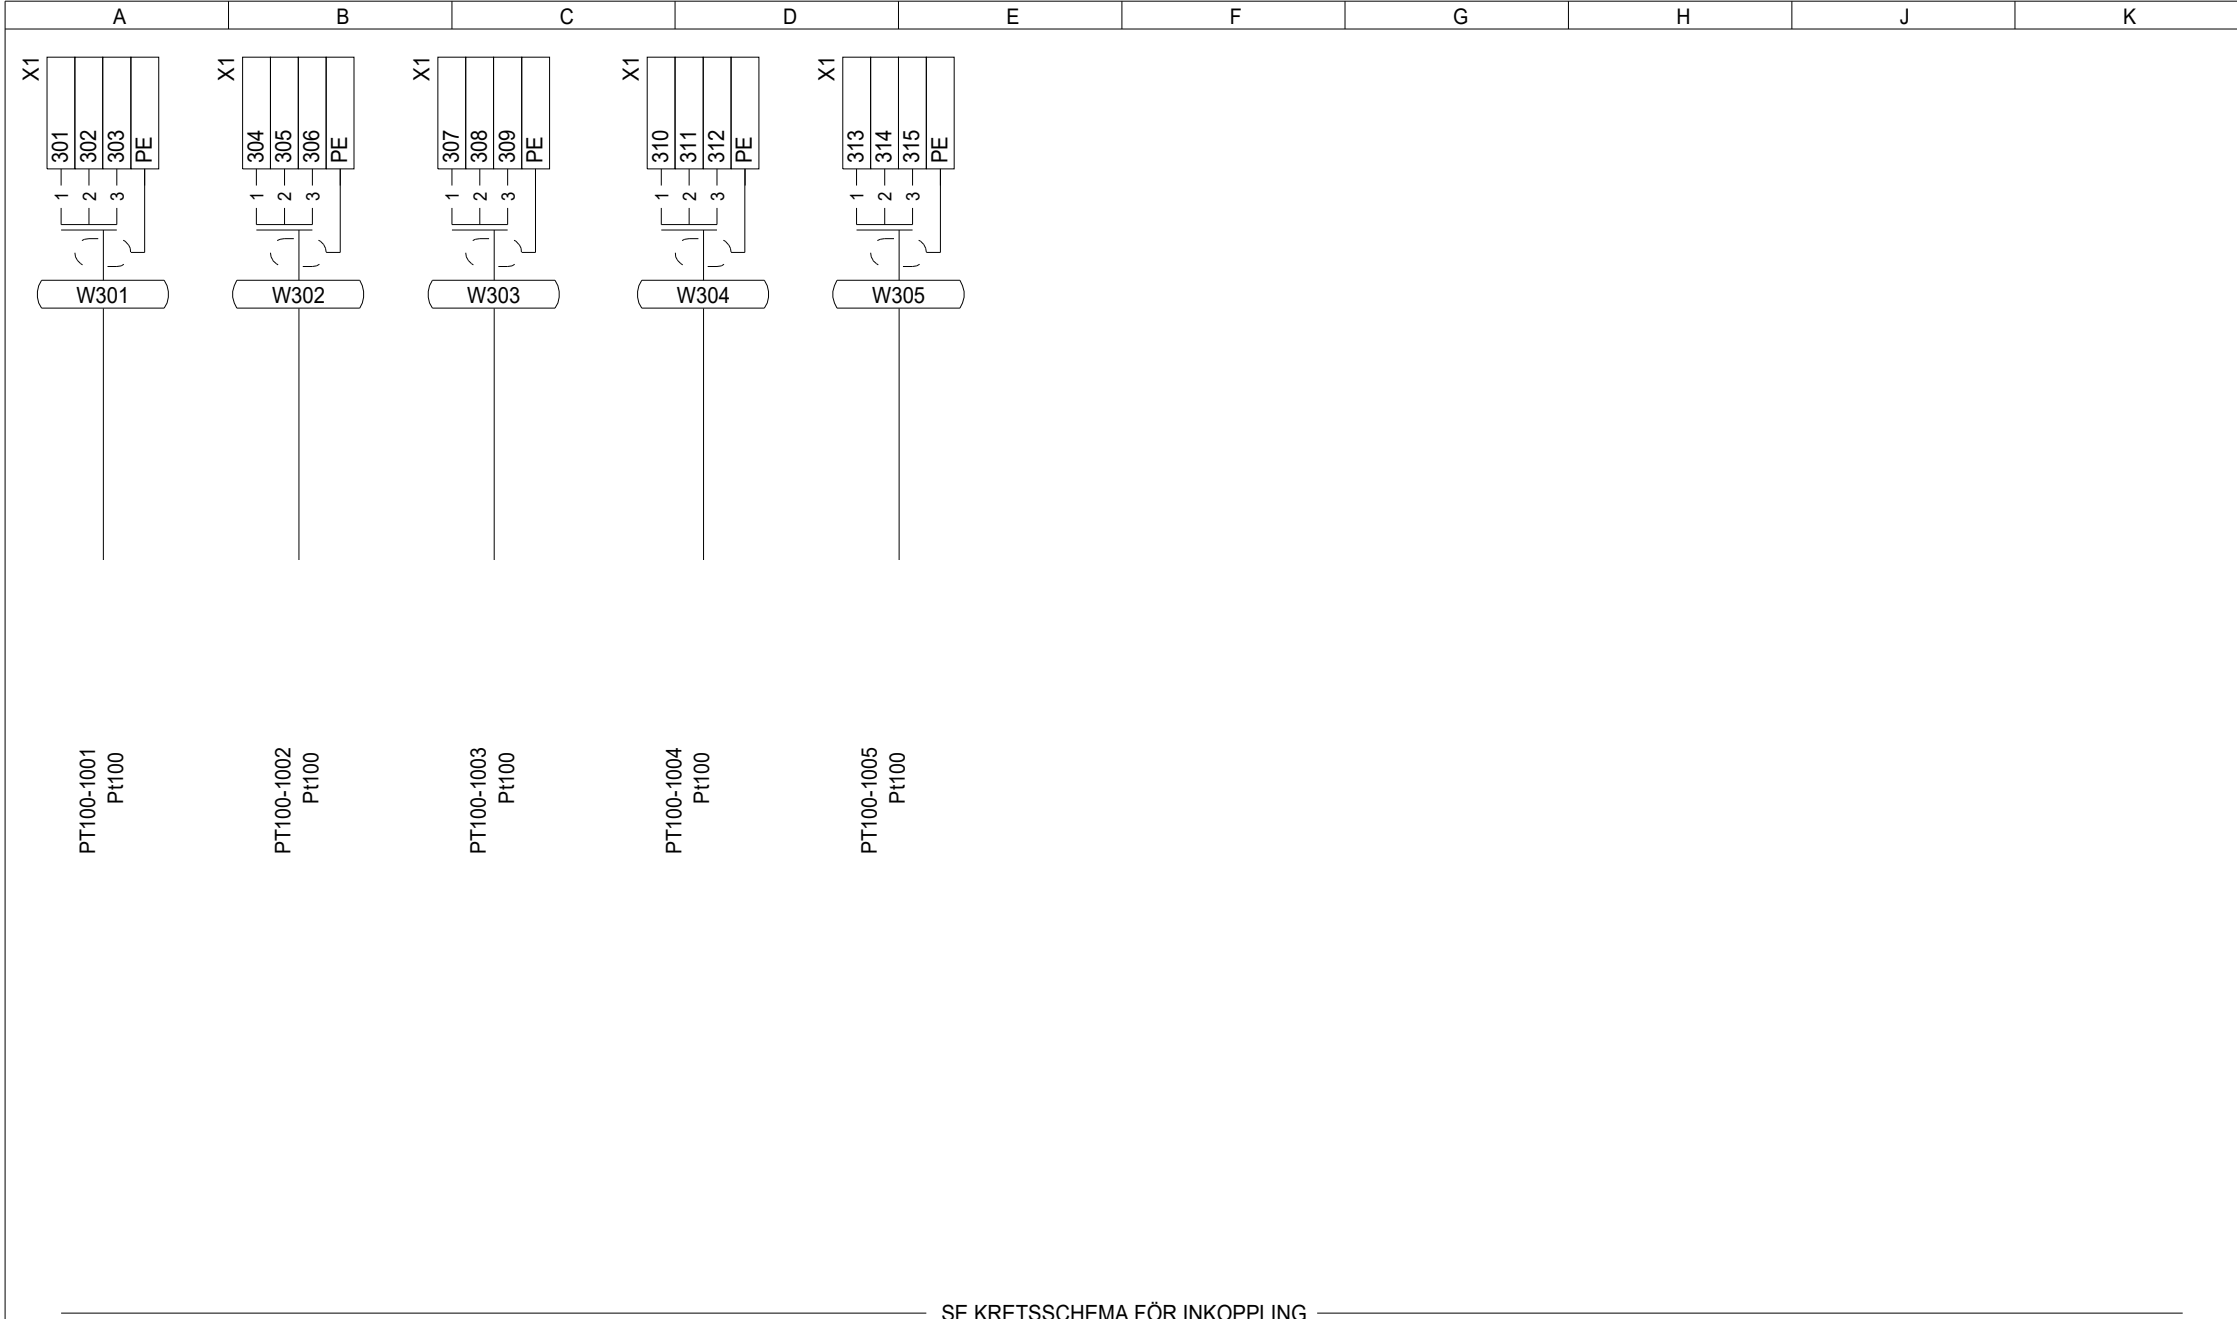 A B C D E F G H J K
X1 301 302 303 PE
X1 304 305 306 PE
X1 307 308 309 PE
X1 310 311 312 PE
X1 313 314 315 PE
1 2 3
1 2 3
1 2 3
1 2 3
1 2 3
W301
W302
W303
W304
W305
PT100-1001
Pt100
PT100-1002
Pt100
PT100-1003
Pt100
PT100-1004
Pt100
PT100-1005
Pt100
SE KRETSSCHEMA FÖR INKOPPLING